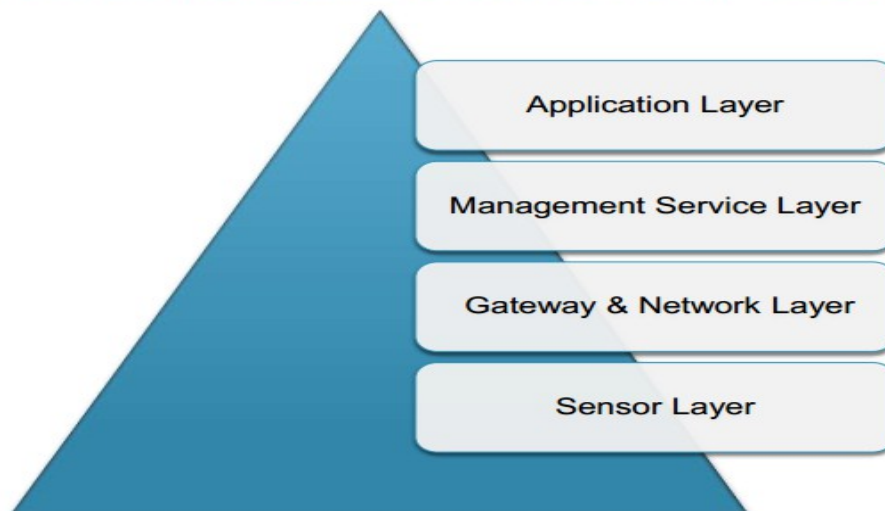 Application Layer
Management Service Layer
Gateway & Network Layer
Sensor Layer